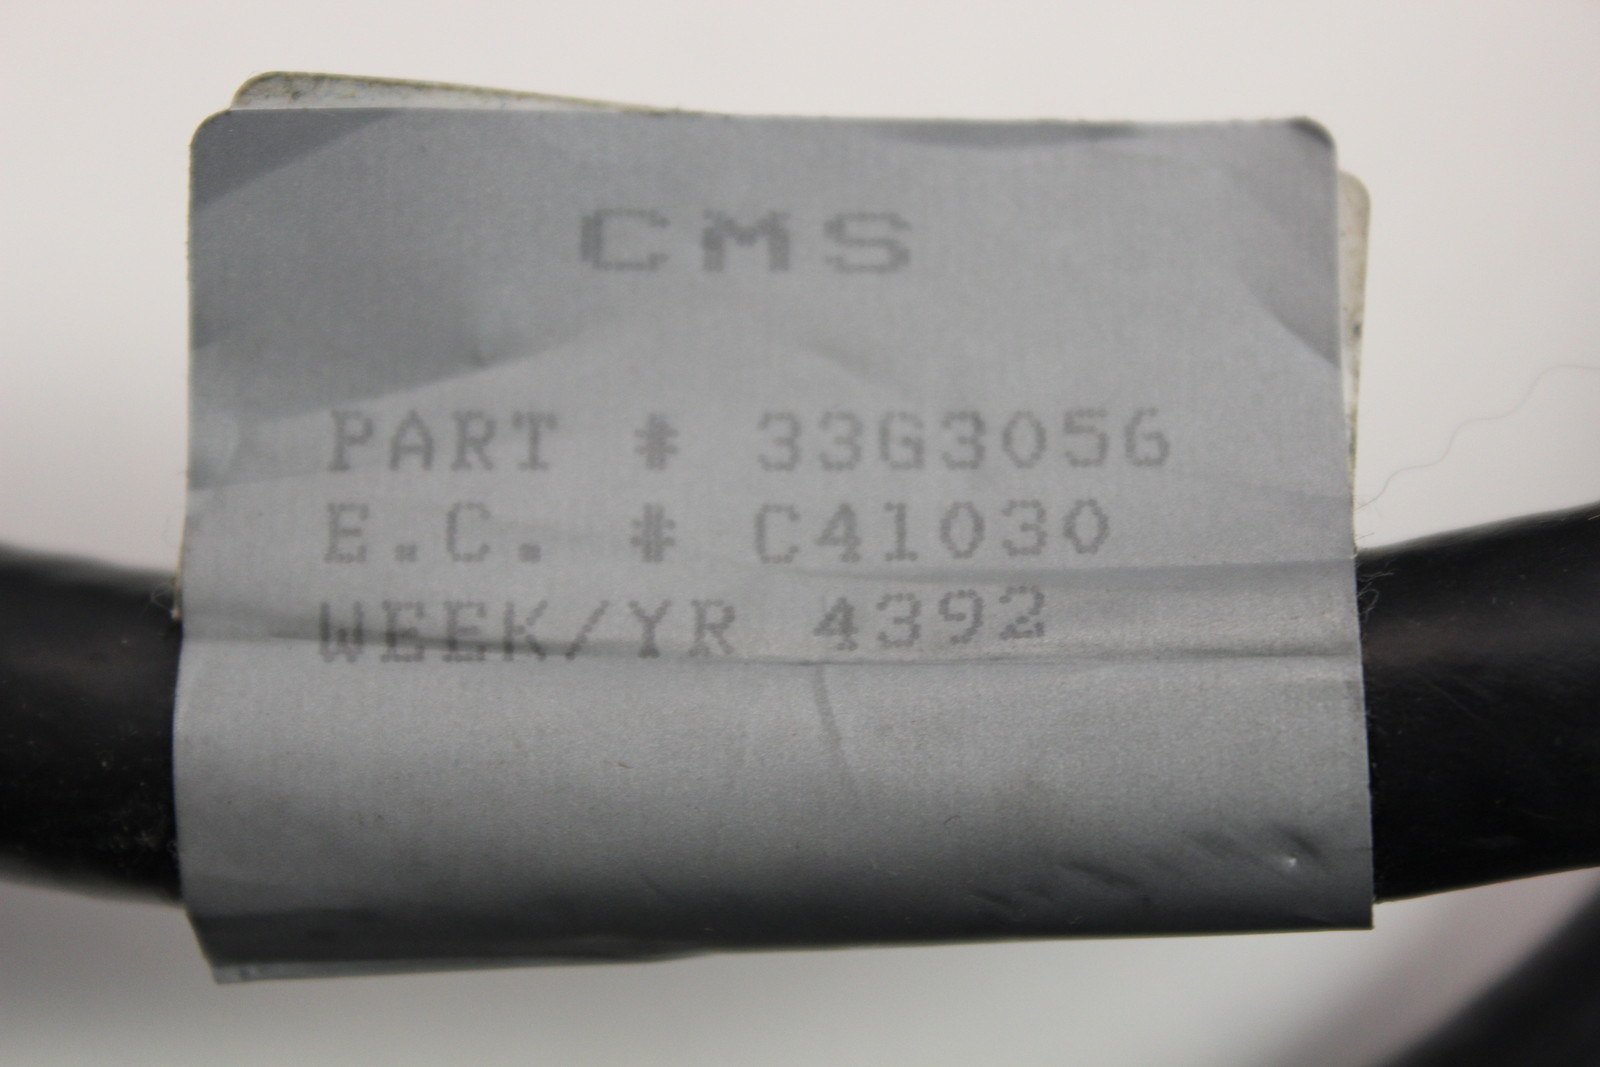 CMS
PART # 33G3056
E.C. # C41030
WEEK/YR 4392